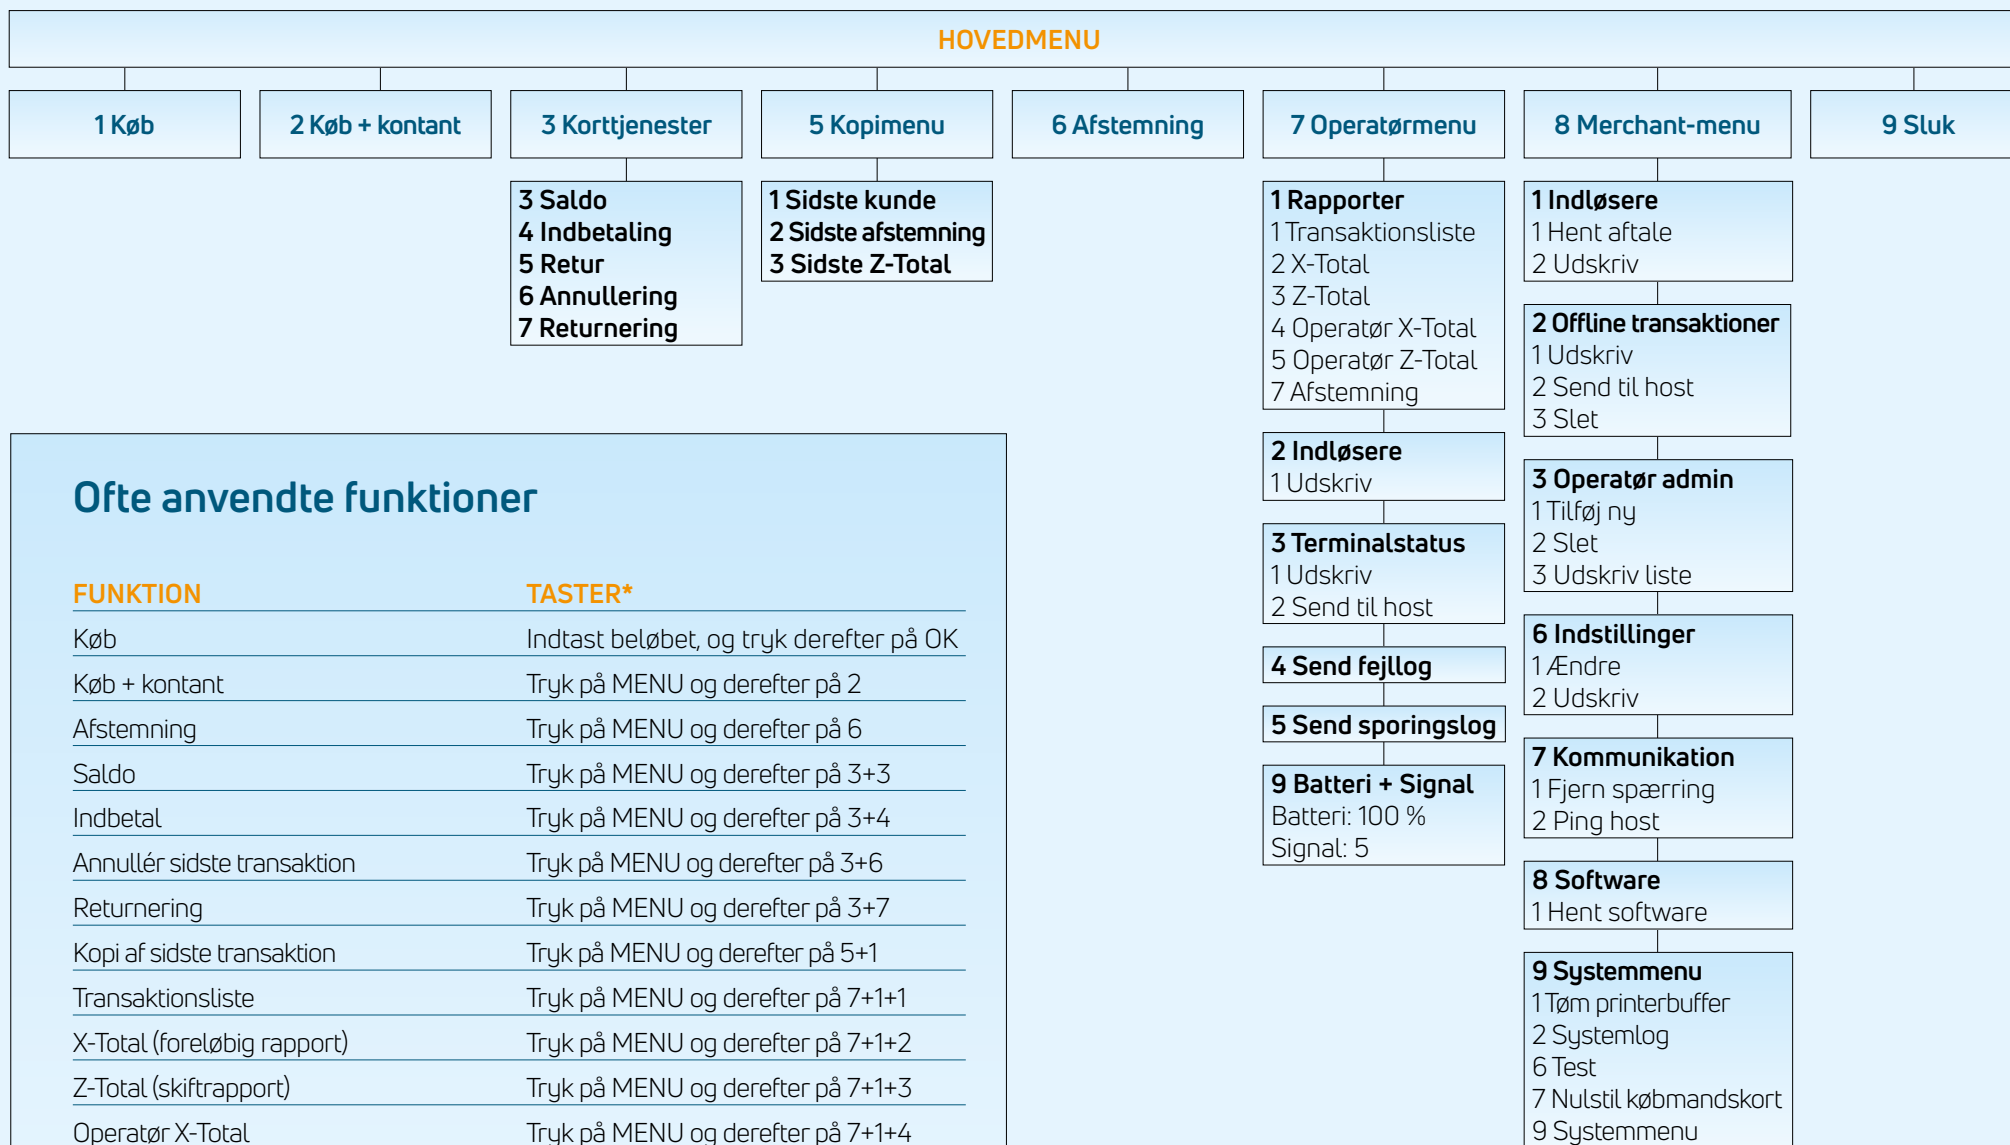 HOVEDMENU
1 Køb
2 Køb + kontant
3 Korttjenester
5 Kopimenu
6 Afstemning
7 Operatørmenu
8 Merchant-menu
9 Sluk
3 Saldo
4 Indbetaling
5 Retur
6 Annullering
7 Returnering
1 Sidste kunde
2 Sidste afstemning
3 Sidste Z-Total
1 Rapporter
1 Transaktionsliste
2 X-Total
3 Z-Total
4 Operatør X-Total
5 Operatør Z-Total
7 Afstemning
2 Indløsere
1 Udskriv
3 Terminalstatus
1 Udskriv
2 Send til host
4 Send fejllog
5 Send sporingslog
9 Batteri + Signal
Batteri: 100 %
Signal: 5
1 Indløsere
1 Hent aftale
2 Udskriv
2 Offline transaktioner
1 Udskriv
2 Send til host
3 Slet
3 Operatør admin
1 Tilføj ny
2 Slet
3 Udskriv liste
6 Indstillinger
1 Ændre
2 Udskriv
7 Kommunikation
1 Fjern spærring
2 Ping host
8 Software
1 Hent software
9 Systemmenu
1 Tøm printerbuffer
2 Systemlog
6 Test
7 Nulstil købmandskort
9 Systemmenu
Ofte anvendte funktioner
FUNKTION TASTER*
Køb Indtast beløbet, og tryk derefter på OK
Køb + kontant Tryk på MENU og derefter på 2
Afstemning Tryk på MENU og derefter på 6
Saldo Tryk på MENU og derefter på 3+3
Indbetal Tryk på MENU og derefter på 3+4
Annullér sidste transaktion Tryk på MENU og derefter på 3+6
Returnering Tryk på MENU og derefter på 3+7
Kopi af sidste transaktion Tryk på MENU og derefter på 5+1
Transaktionsliste Tryk på MENU og derefter på 7+1+1
X-Total (foreløbig rapport) Tryk på MENU og derefter på 7+1+2
Z-Total (skiftrapport) Tryk på MENU og derefter på 7+1+3
Operatør X-Total Tryk på MENU og derefter på 7+1+4